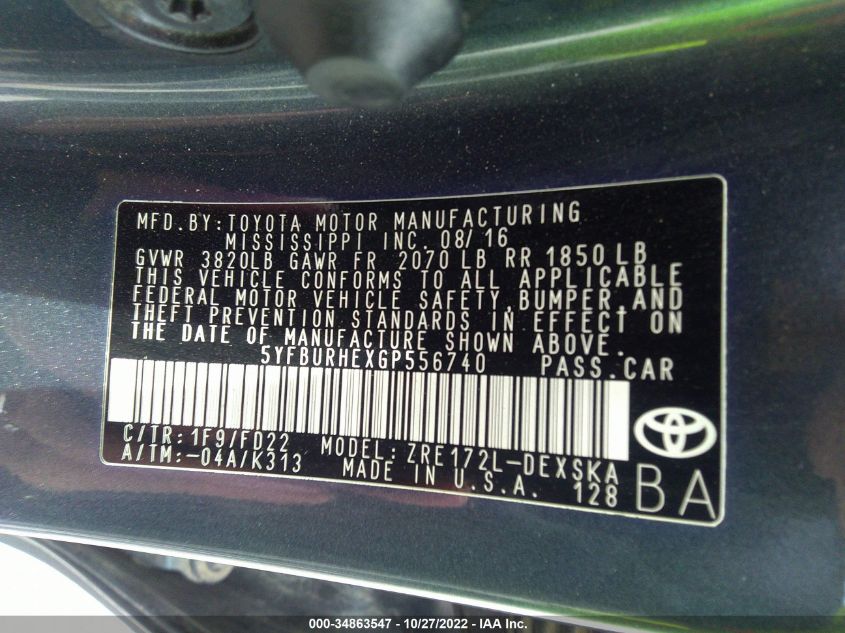 MFD.BY:TOYOTA MOTOR MANUFACTURING
MISSISSIPPI INC. 08/16
GVWR 3820LB GAWR FR 2070 LB RR 1850 LB
THIS VEHICLE CONFORMS TO ALL APPLICABLE
FEDERAL MOTOR VEHICLE SAFETY, BUMPER, AND
THEFT PREVENTION STANDARDS IN EFFECT ON
THE DATE OF MANUFACTURE SHOWN ABOVE.
5YFBURHEXGP556740 PASS.CAR
C/TR:1F9/FD22 MODEL:ZRE172L-DEXSKA
A/TM:-04A/K313 MADE IN U.S.A. 128
BA
000-34863547 - 10/27/2022 - IAA Inc.